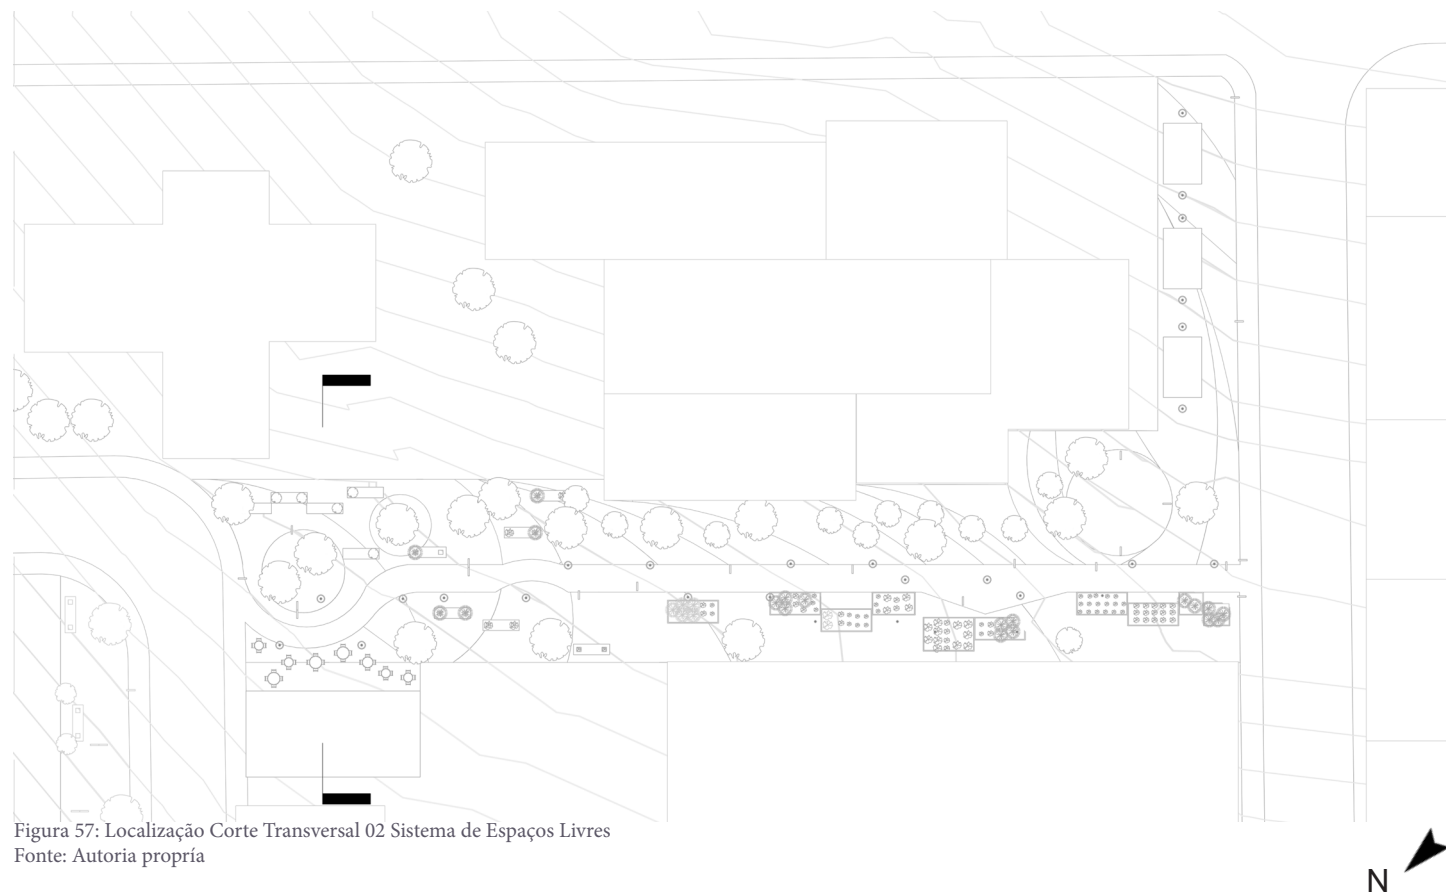 Figura 57: Localização Corte Transversal 02 Sistema de Espaços Livres
Fonte: Autoria propría
N